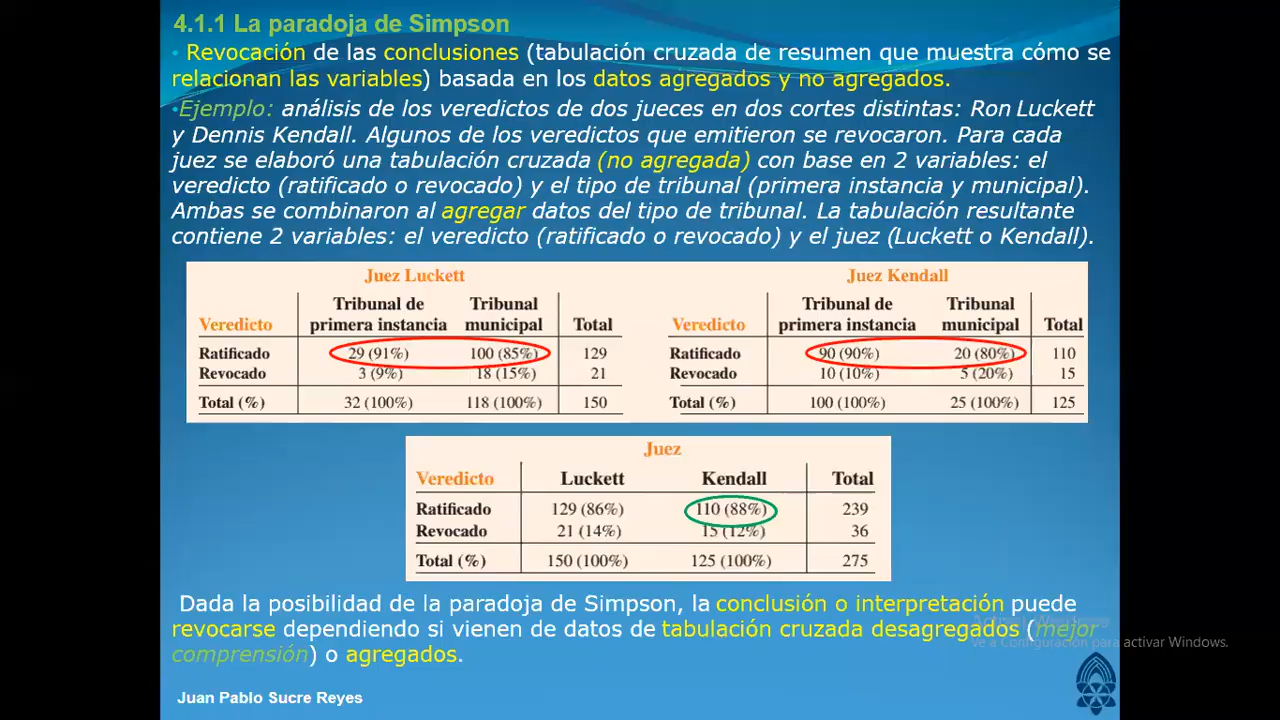 4.1.1 La paradoja de Simpson
• Revocación de las conclusiones (tabulación cruzada de resumen que muestra cómo se
relacionan las variables) basada en los datos agregados y no agregados.
•Ejemplo: análisis de los veredictos de dos jueces en dos cortes distintas: Ron Luckett
y Dennis Kendall. Algunos de los veredictos que emitieron se revocaron. Para cada
juez se elaboró una tabulación cruzada (no agregada) con base en 2 variables: el
veredicto (ratificado o revocado) y el tipo de tribunal (primera instancia y municipal).
Ambas se combinaron al agregar datos del tipo de tribunal. La tabulación resultante
contiene 2 variables: el veredicto (ratificado o revocado) y el juez (Luckett o Kendall).
Juez Luckett
Tribunal de Tribunal
Veredicto primera instancia municipal Total
Ratificado 29 (91%) 100 (85%) 129
Revocado 3 (9%) 18 (15%) 21
Total (%) 32 (100%) 118 (100%) 150
Juez Kendall
Tribunal de Tribunal
Veredicto primera instancia municipal Total
Ratificado 90 (90%) 20 (80%) 110
Revocado 10 (10%) 5 (20%) 15
Total (%) 100 (100%) 25 (100%) 125
Juez
Veredicto Luckett Kendall Total
Ratificado 129 (86%) 110 (88%) 239
Revocado 21 (14%) 15 (12%) 36
Total (%) 150 (100%) 125 (100%) 275
Dada la posibilidad de la paradoja de Simpson, la conclusión o interpretación puede
revocarse dependiendo si vienen de datos de tabulación cruzada desagregados (mejor
comprensión) o agregados.
Activar Windows
Ve a Configuración para activar Windows.
Juan Pablo Sucre Reyes